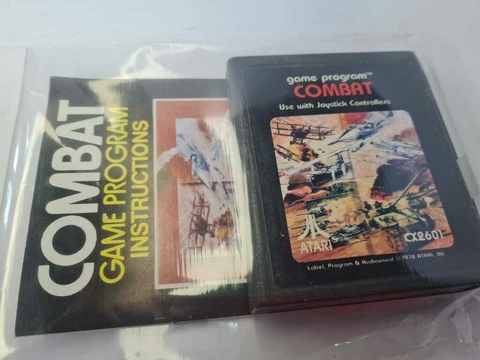 COMBAT
GAME PROGRAM
INSTRUCTIONS
game program™
COMBAT
Use with Joystick Controllers
ATARI
CX2601
Label, Program & Audiovisual © 1978 ATARI, INC.